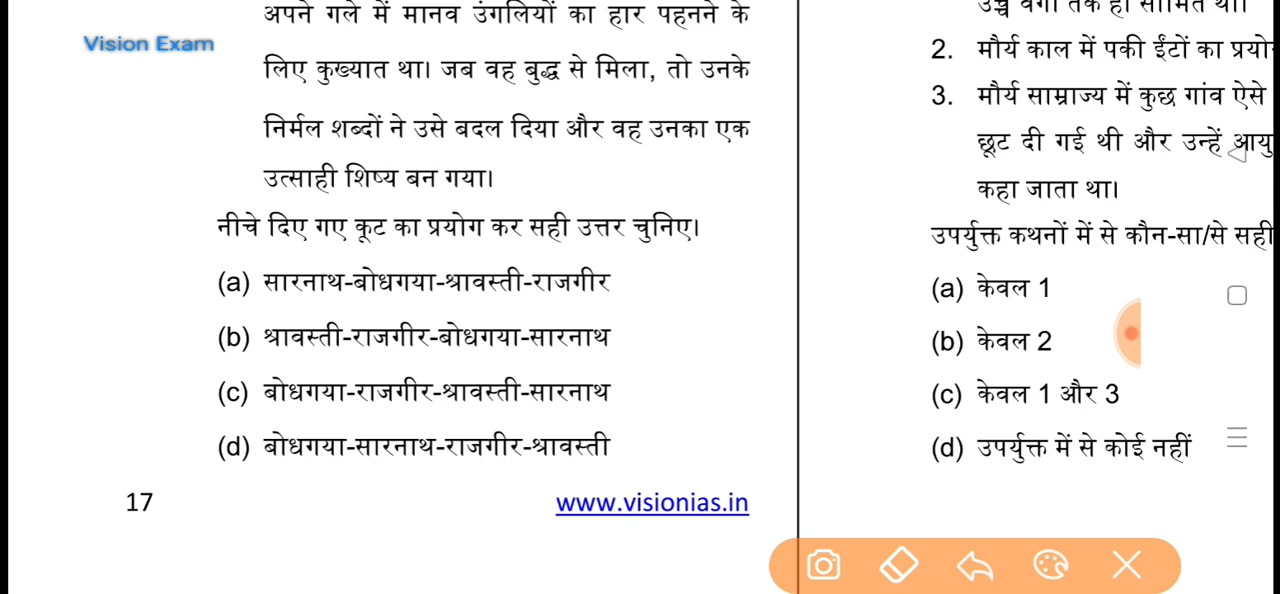 अपने गले में मानव उंगलियों का हार पहनने के
Vision Exam
लिए कुख्यात था। जब वह बुद्ध से मिला, तो उनके
निर्मल शब्दों ने उसे बदल दिया और वह उनका एक
उत्साही शिष्य बन गया।
नीचे दिए गए कूट का प्रयोग कर सही उत्तर चुनिए।
(a) सारनाथ-बोधगया-श्रावस्ती-राजगीर
(b) श्रावस्ती-राजगीर-बोधगया-सारनाथ
(c) बोधगया-राजगीर-श्रावस्ती-सारनाथ
(d) बोधगया-सारनाथ-राजगीर-श्रावस्ती
17
www.visionias.in
2. मौर्य काल में पकी ईंटों का
3. मौर्य साम्राज्य में कुछ गांव ऐसे
छूट दी गई थी और उन्हें
कहा जाता था।
उपर्युक्त कथनों में से कौन-सा/से सही
(a) केवल 1
(b) केवल 2
(c) केवल 1 और 3
(d) उपर्युक्त में से कोई नहीं